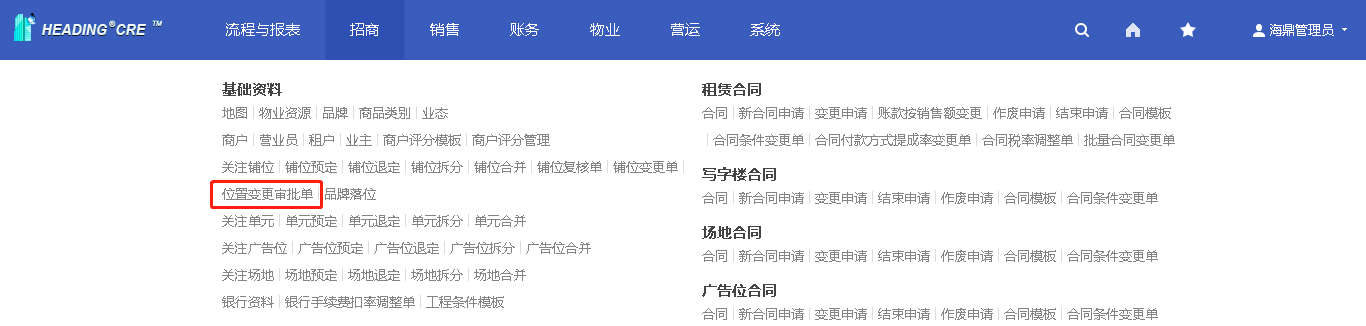 HEADING®CRE ™ 流程与报表 招商 销售 账务 物业 营运 系统 海鼎管理员
基础资料
地图 物业资源 品牌 商品类别 业态
商户 营业员 租户 业主 商户评分模板 商户评分管理
关注铺位 铺位预定 铺位退定 铺位拆分 铺位合并 铺位复核单 铺位变更单
位置变更审批单 品牌落位
关注单元 单元预定 单元退定 单元拆分 单元合并
关注广告位 广告位预定 广告位退定 广告位拆分 广告位合并
关注场地 场地预定 场地退定 场地拆分 场地合并
银行资料 银行手续费扣率调整单 工程条件模板
租赁合同
合同 新合同申请 变更申请 账款按销售额变更 作废申请 结束申请 合同模板
合同条件变更单 合同付款方式提成率变更单 合同税率调整单 批量合同变更单
写字楼合同
合同 新合同申请 变更申请 结束申请 作废申请 合同模板 合同条件变更单
场地合同
合同 新合同申请 变更申请 结束申请 作废申请 合同模板 合同条件变更单
广告位合同
合同 新合同申请 变更申请 结束申请 作废申请 合同模板 合同条件变更单